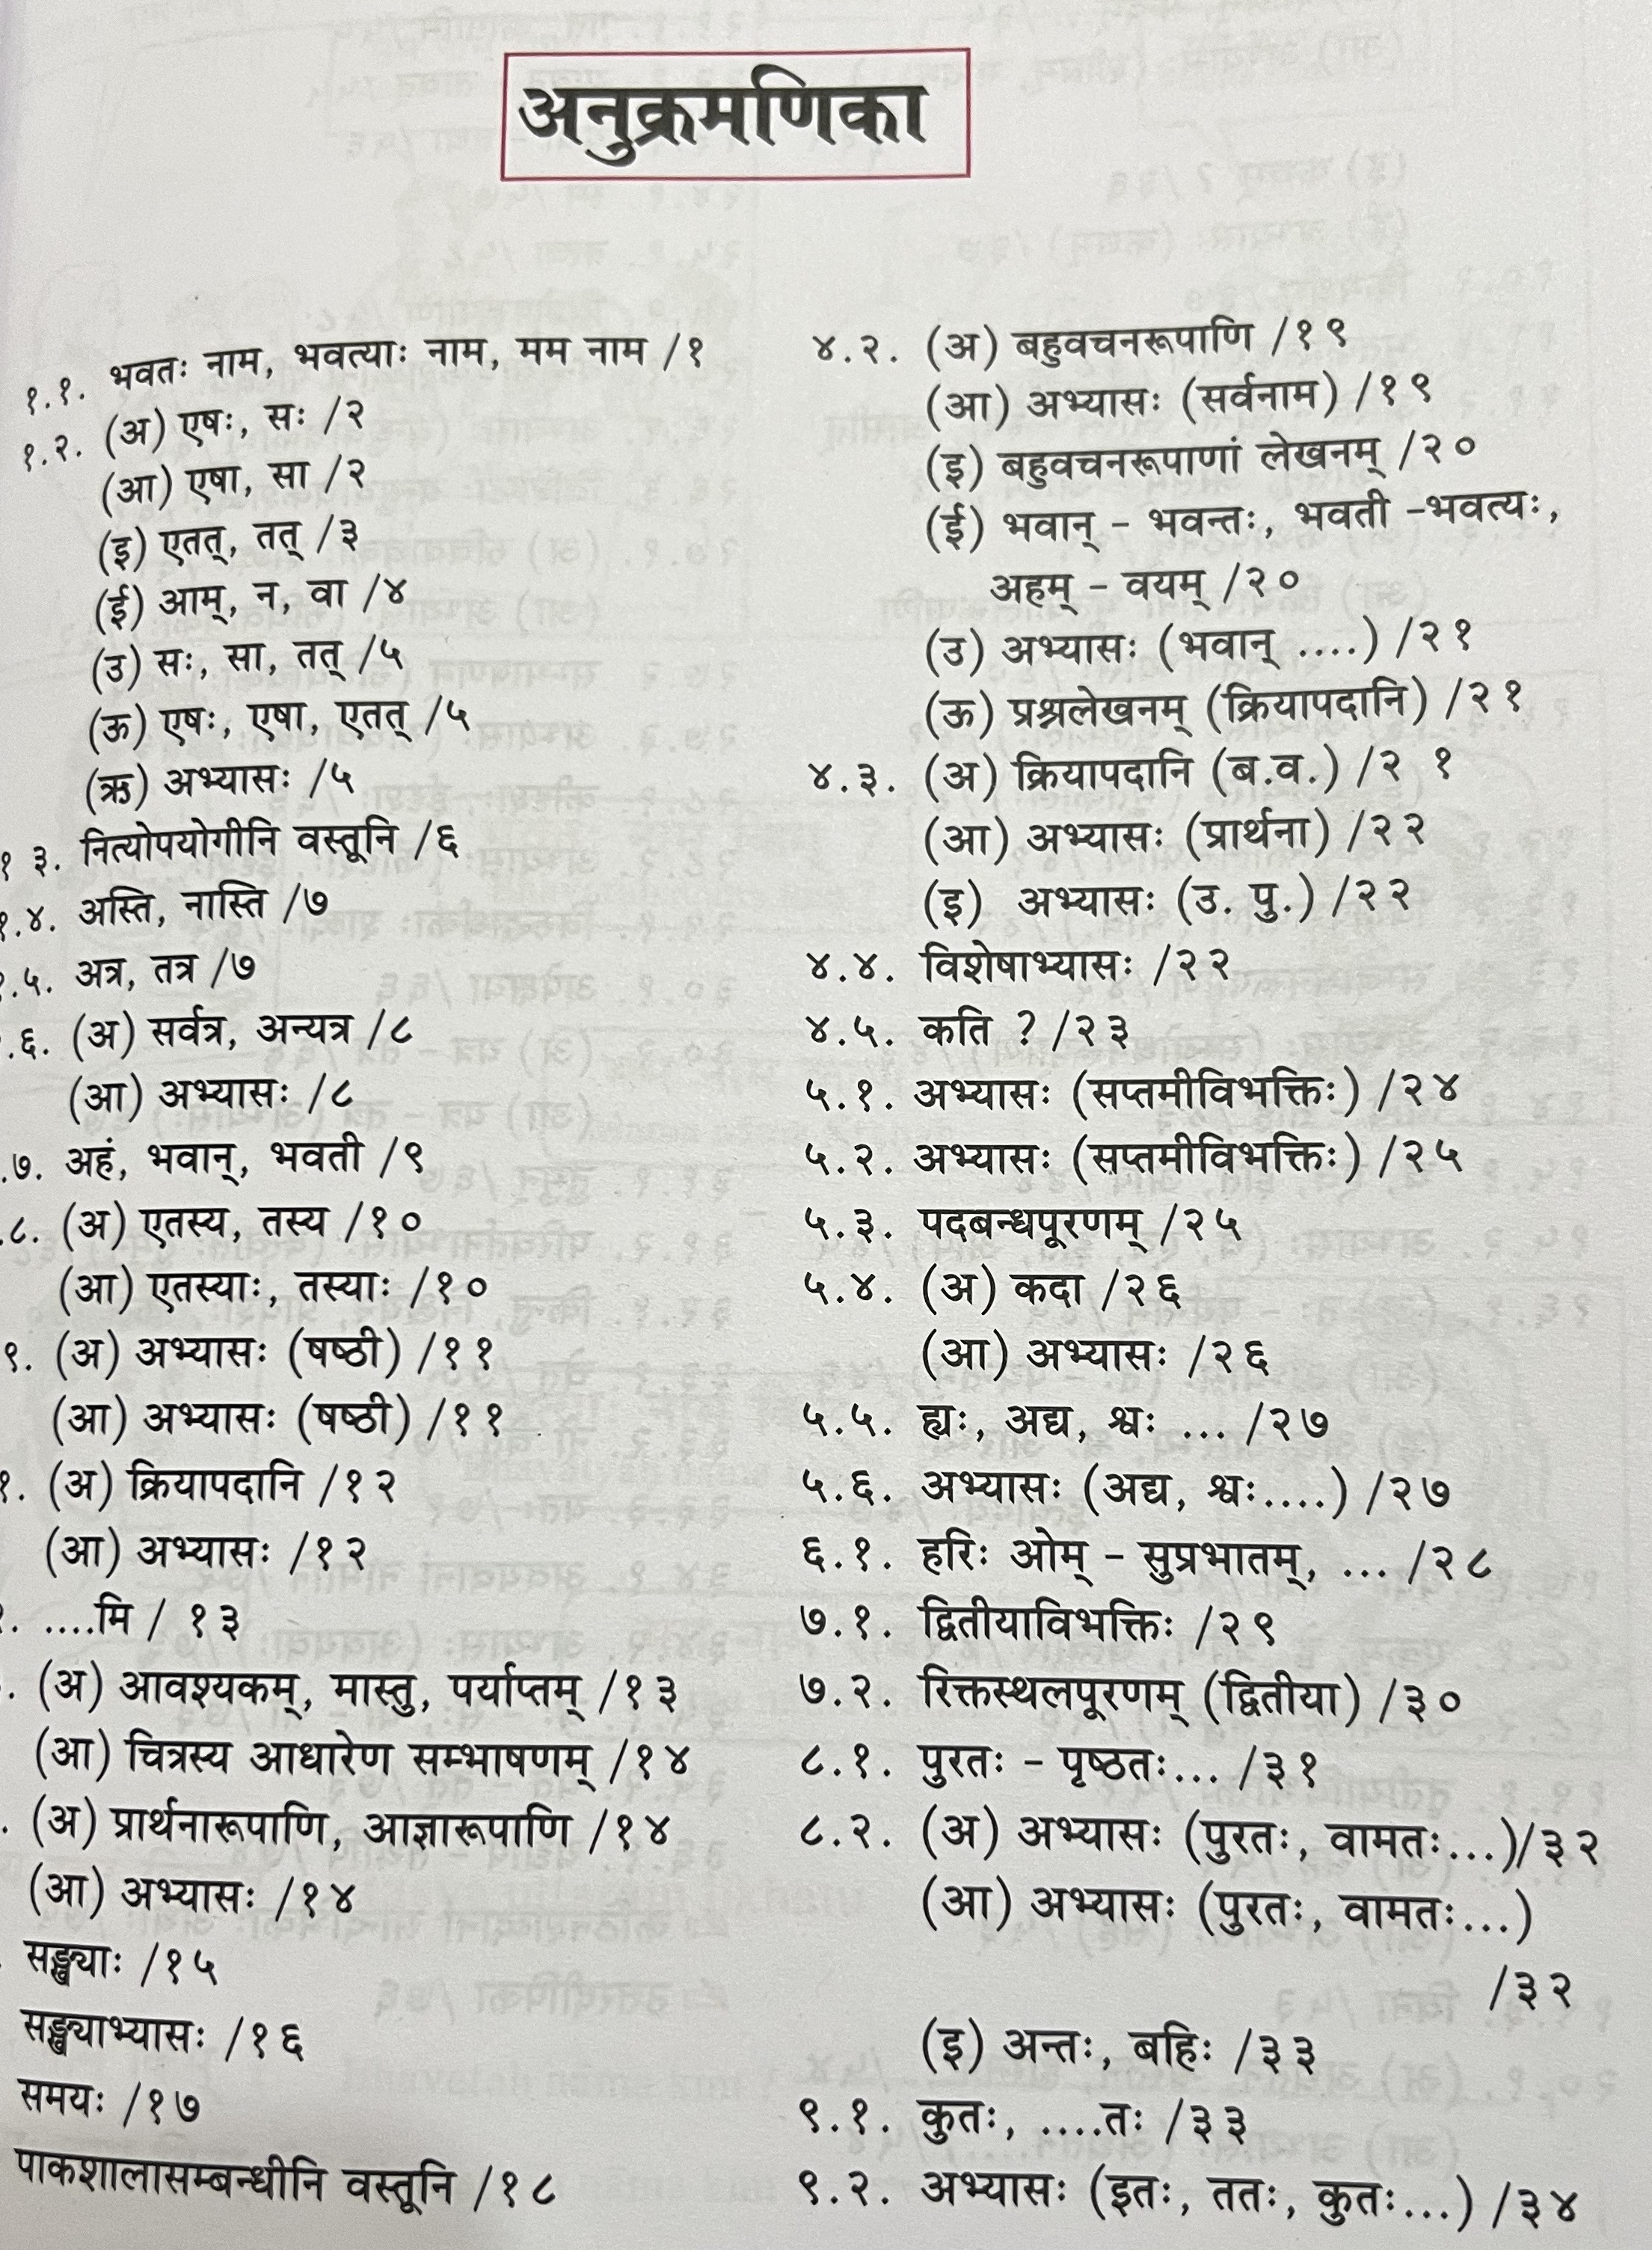 अनुक्रमणिका
१.१. भवतः नाम, भवत्याः नाम, मम नाम /१
१.२. (अ) एषः, सः /२
(आ) एषा, सा /२
(इ) एतत्, तत् /३
(ई) आम्, न, वा /४
(उ) सः, सा, तत् /५
(ऊ) एषः, एषा, एतत् /५
(ऋ) अभ्यासः /५
१ ३. नित्योपयोगीनि वस्तूनि /६
१.४. अस्ति, नास्ति /७
.५. अत्र, तत्र /७
.६. (अ) सर्वत्र, अन्यत्र /८
(आ) अभ्यासः /८
.७. अहं, भवान्, भवती /९
.८. (अ) एतस्य, तस्य /१०
(आ) एतस्याः, तस्याः /१०
९. (अ) अभ्यासः (षष्ठी) /११
(आ) अभ्यासः (षष्ठी) /११
१. (अ) क्रियापदानि /१२
(आ) अभ्यासः /१२
. ....मि / १३
. (अ) आवश्यकम्, मास्तु, पर्याप्तम् /१३
(आ) चित्रस्य आधारेण सम्भाषणम् /१४
. (अ) प्रार्थनारूपाणि, आज्ञारूपाणि /१४
(आ) अभ्यासः /१४
सङ्ख्याः /१५
सङ्ख्याभ्यासः /१६
समयः /१७
पाकशालासम्बन्धीनि वस्तूनि /१८
४.२. (अ) बहुवचनरूपाणि /१९
(आ) अभ्यासः (सर्वनाम) /१९
(इ) बहुवचनरूपाणां लेखनम् /२०
(ई) भवान् - भवन्तः, भवती -भवत्यः,
अहम् - वयम् /२०
(उ) अभ्यासः (भवान् ....) /२१
(ऊ) प्रश्नलेखनम् (क्रियापदानि) /२१
४.३. (अ) क्रियापदानि (ब.व.) /२ १
(आ) अभ्यासः (प्रार्थना) /२२
(इ) अभ्यासः (उ. पु.) /२२
४.४. विशेषाभ्यासः /२२
४.५. कति ? /२३
५.१. अभ्यासः (सप्तमीविभक्तिः) /२४
५.२. अभ्यासः (सप्तमीविभक्तिः) /२५
५.३. पदबन्धपूरणम् /२५
५.४. (अ) कदा /२६
(आ) अभ्यासः /२६
५.५. ह्यः, अद्य, श्वः ... /२७
५.६. अभ्यासः (अद्य, श्वः....) /२७
६.१. हरिः ओम् - सुप्रभातम्, ... /२८
७.१. द्वितीयाविभक्तिः /२९
७.२. रिक्तस्थलपूरणम् (द्वितीया) /३०
८.१. पुरतः - पृष्ठतः... /३१
८.२. (अ) अभ्यासः (पुरतः, वामतः...)/३२
(आ) अभ्यासः (पुरतः, वामतः...)
/३२
(इ) अन्तः, बहिः /३३
९.१. कुतः, ....तः /३३
९.२. अभ्यासः (इतः, ततः, कुतः...) /३४